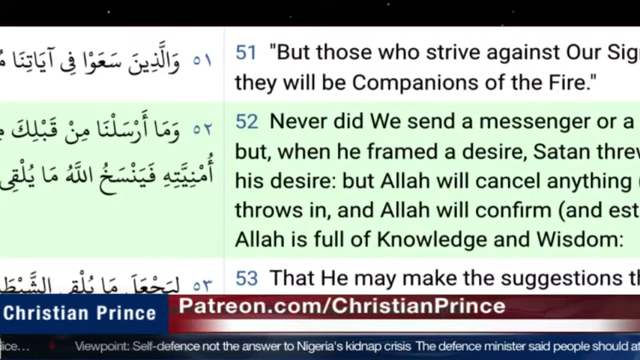 وَالَّذِينَ سَعَوْا فِي آيَاتِنَا ٥١
51 "But those who strive against Our
they will be Companions of the Fire."
وَمَا أَرْسَلْنَا مِنْ قَبْلِكَ ٥٢
أُمْنِيَّتِهِ فَيَنْسَخُ اللَّهُ مَا يُلْقِي
52 Never did We send a messenger or a
but, when he framed a desire, Satan threw
his desire: but Allah will cancel anything
throws in, and Allah will confirm (and
Allah is full of Knowledge and Wisdom:
لِيَجْعَلَ مَا يُلْقِي ٥٣
53 That He may make the suggestions
Christian Prince
Patreon.com/ChristianPrince
Viewpoint: Self-defence not the answer to Nigeria's kidnap crisis The defence minister said people should